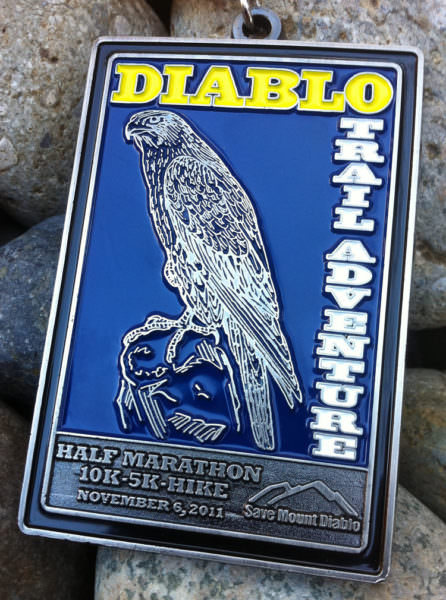 DIABLO
TRAIL ADVENTURE
HALF MARATHON
10K-5K-HIKE
NOVEMBER 6, 2011
Save Mount Diablo